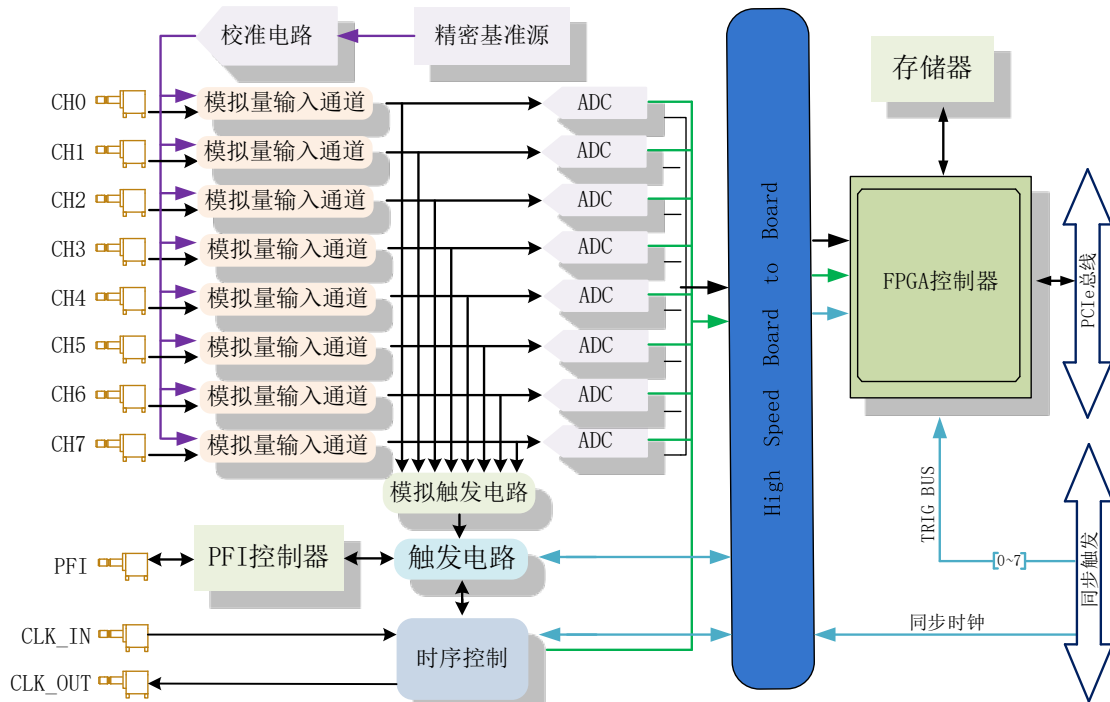 校准电路
精密基准源
存储器
CH0
模拟量输入通道
ADC
CH1
模拟量输入通道
ADC
CH2
模拟量输入通道
ADC
CH3
模拟量输入通道
ADC
CH4
模拟量输入通道
ADC
CH5
模拟量输入通道
ADC
CH6
模拟量输入通道
ADC
CH7
模拟量输入通道
ADC
High Speed Board to Board
FPGA控制器
PCIe总线
模拟触发电路
PFI
PFI控制器
触发电路
TRIG BUS
[0~7]
同步触发
CLK_IN
时序控制
同步时钟
CLK_OUT